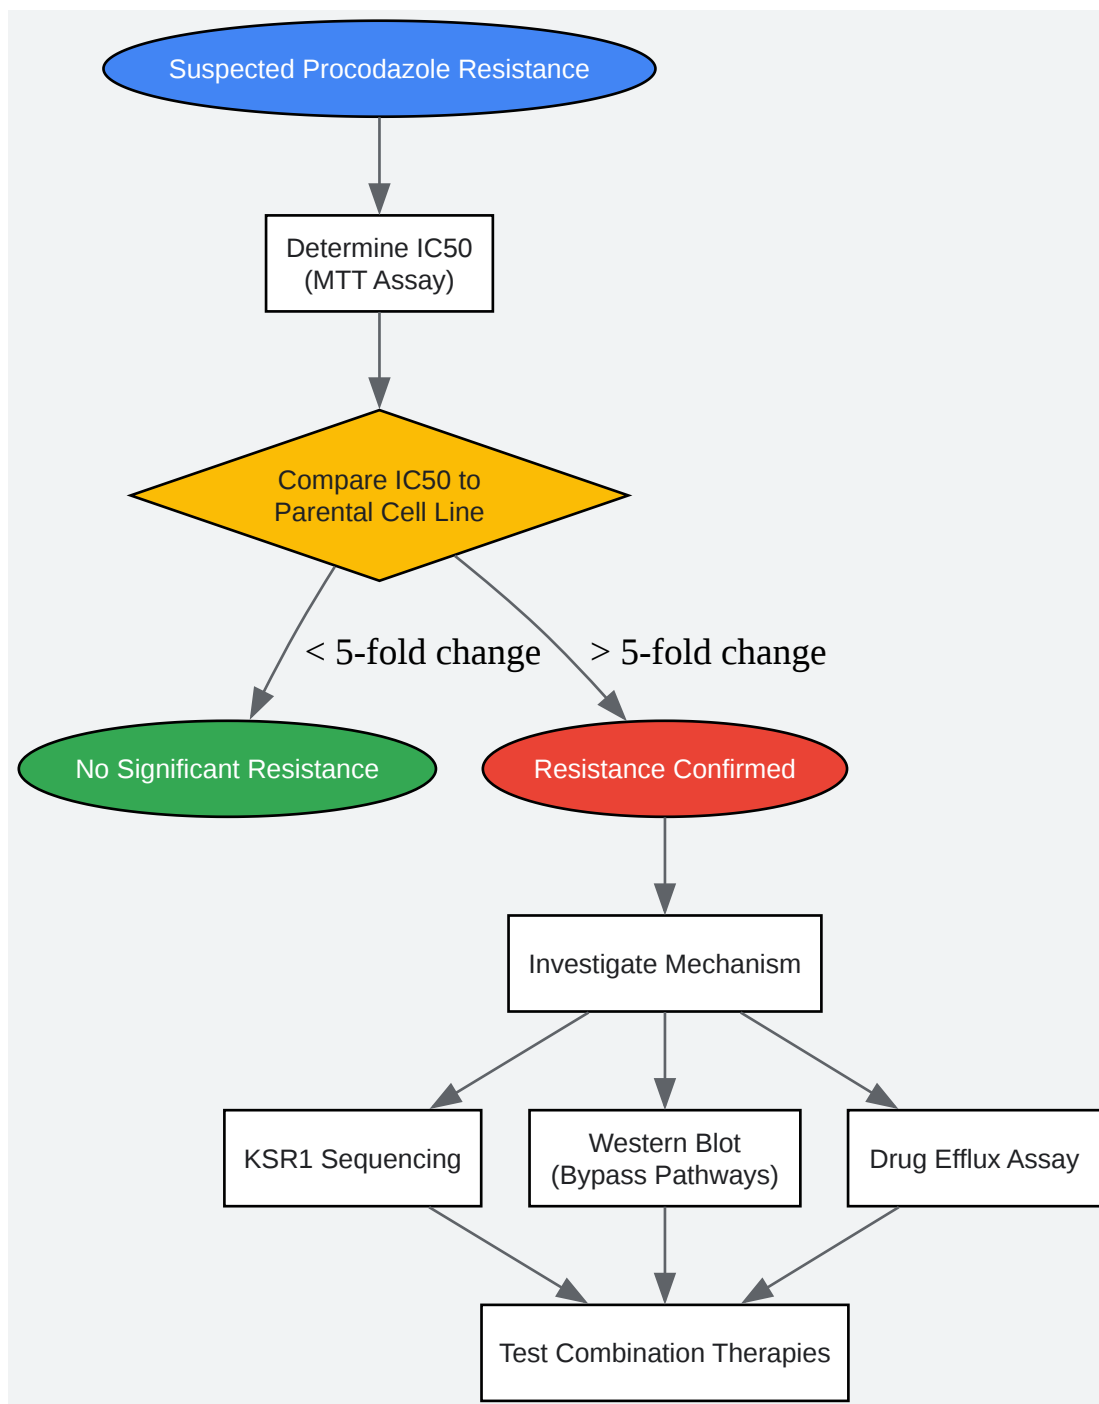 Suspected Procodazole Resistance
Determine IC50
(MTT Assay)
Compare IC50 to
Parental Cell Line
< 5-fold change
> 5-fold change
No Significant Resistance
Resistance Confirmed
Investigate Mechanism
KSR1 Sequencing
Western Blot
(Bypass Pathways)
Drug Efflux Assay
Test Combination Therapies